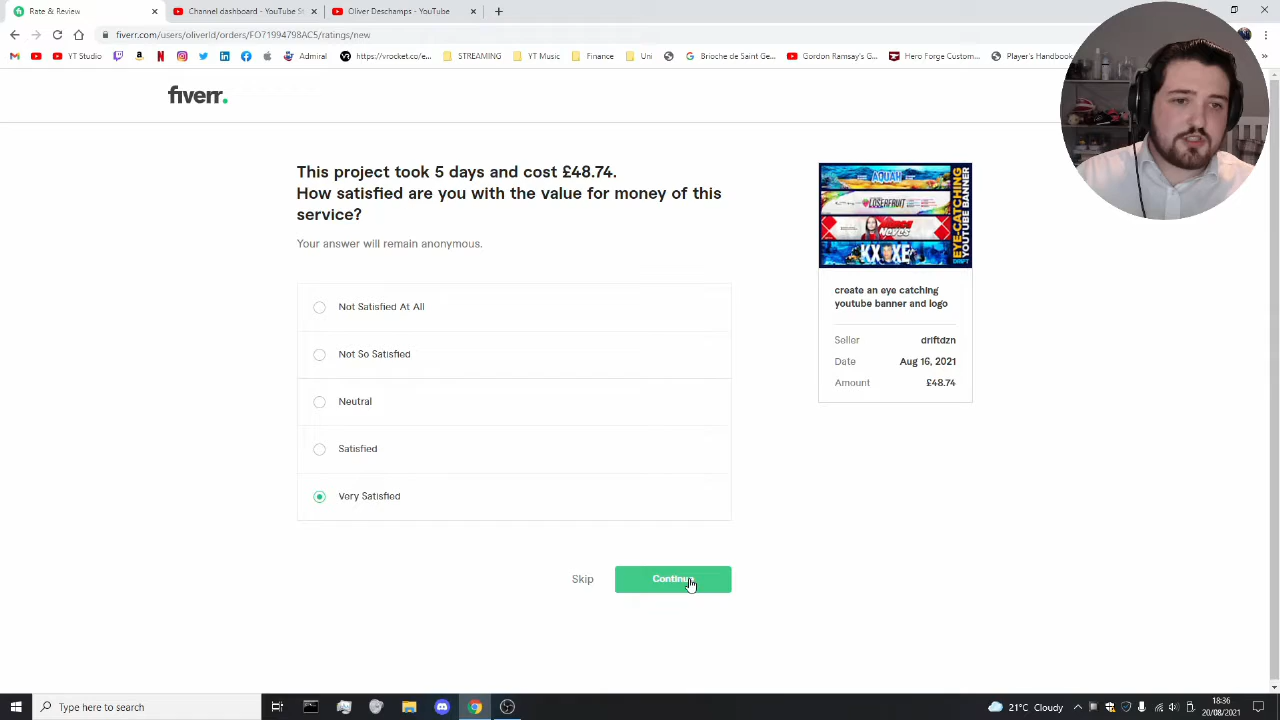 Rate & Review
Channel dashboard - YouTube St
Oliver Deschamps - YouTube
fiverr.com/users/oliverld/orders/FO71994798AC5/ratings/new
YT Studio
Admiral
https://vrocket.co/e...
STREAMING
YT Music
Finance
Uni
Brioche de Saint Ge...
Gordon Ramsay's G...
Hero Forge Custom...
Player's Handbook
fiverr.
This project took 5 days and cost £48.74.
How satisfied are you with the value for money of this
service?
Your answer will remain anonymous.
Not Satisfied At All
Not So Satisfied
Neutral
Satisfied
Very Satisfied
Skip
Continue
AQUAH
LOSERFRUIT
EYE-CATCHING
YOUTUBE BANNER
create an eye catching
youtube banner and logo
Seller
driftdzn
Date
Aug 16, 2021
Amount
£48.74
Type here to search
21°C Cloudy
18:36
20/08/2021